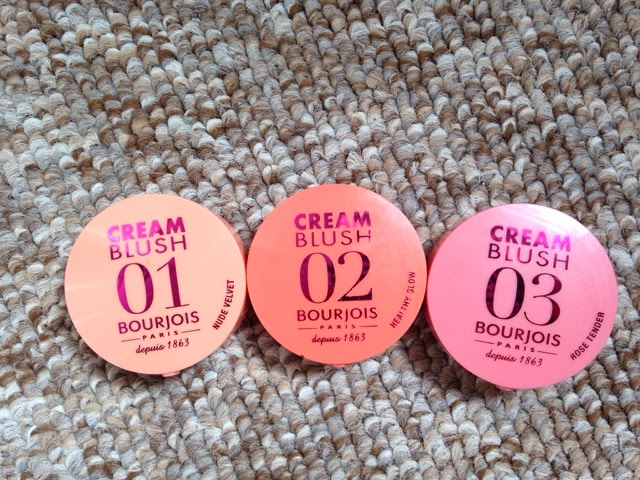 CREAM
BLUSH
01
BOURJOIS
PARIS
depuis 1863
NUDE VELVET
CREAM
BLUSH
02
BOURJOIS
PARIS
depuis 1863
HEALTHY GLOW
CREAM
BLUSH
03
BOURJOIS
PARIS
depuis 1863
ROSE TENDER